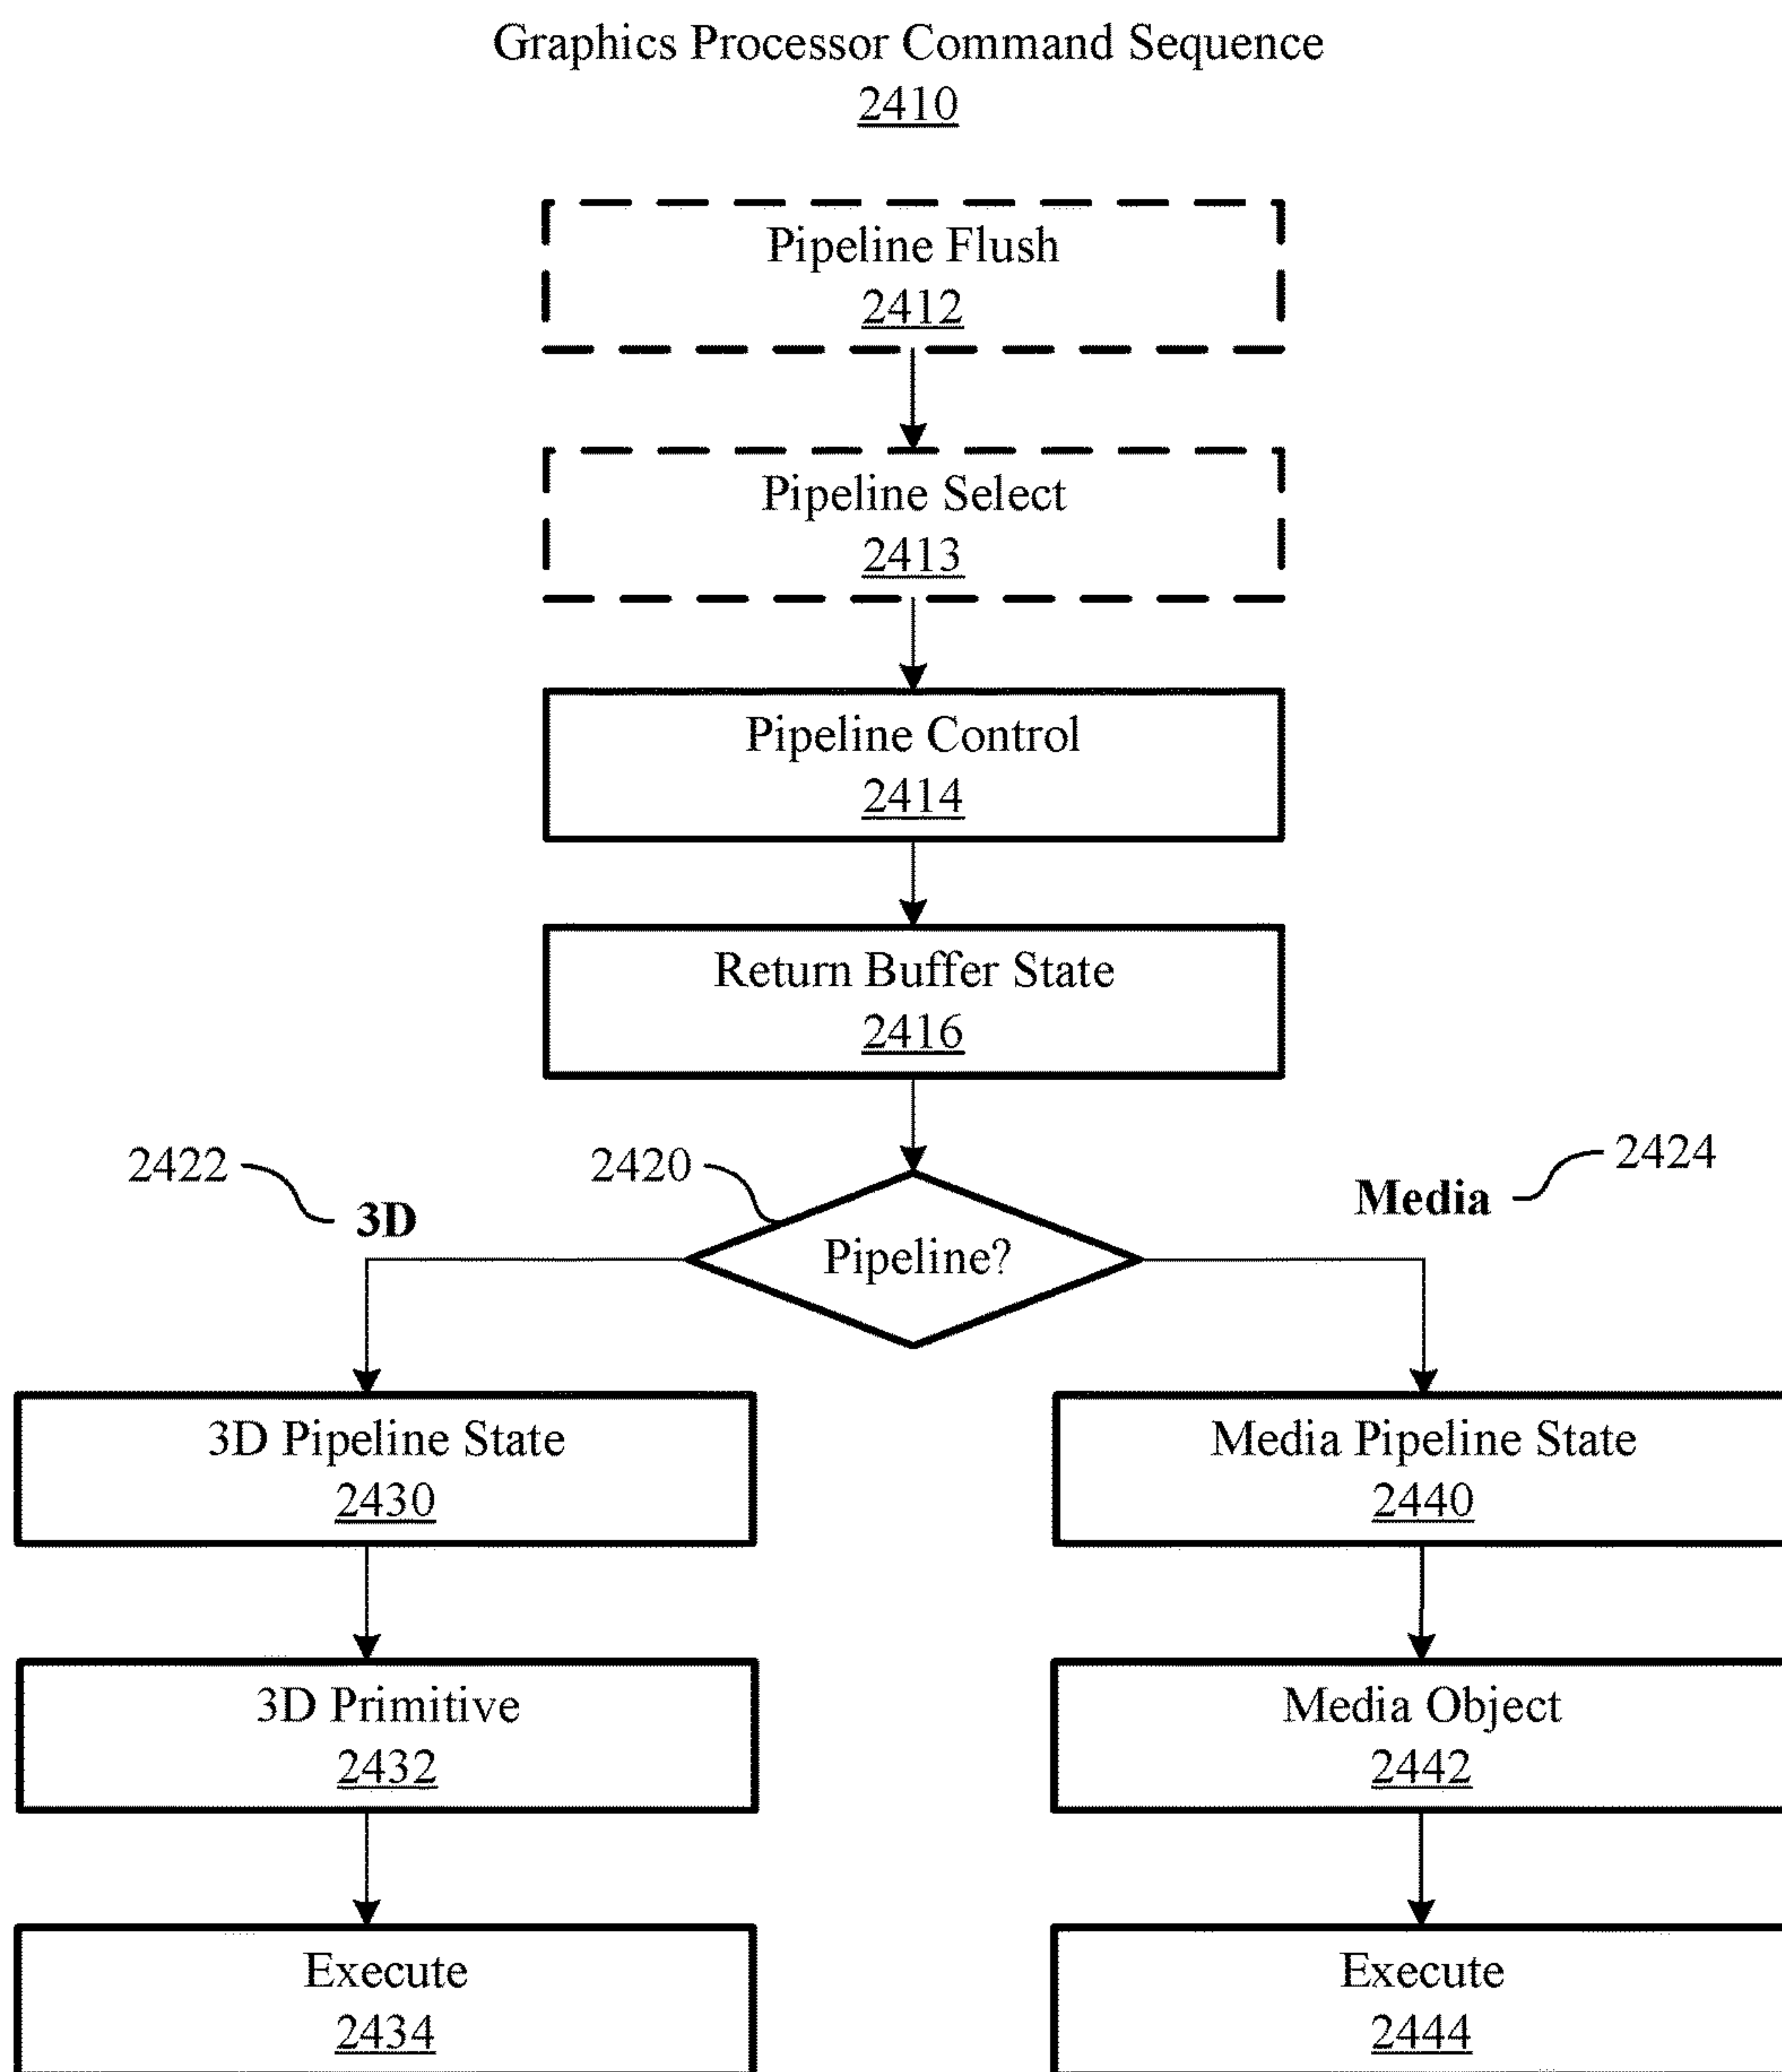 Graphics Processor Command Sequence
2410
Pipeline Flush
2412
Pipeline Select
2413
Pipeline Control
2414
Return Buffer State
2416
2422
2420
2424
3D
Media
Pipeline?
3D Pipeline State
2430
Media Pipeline State
2440
3D Primitive
2432
Media Object
2442
Execute
2434
Execute
2444